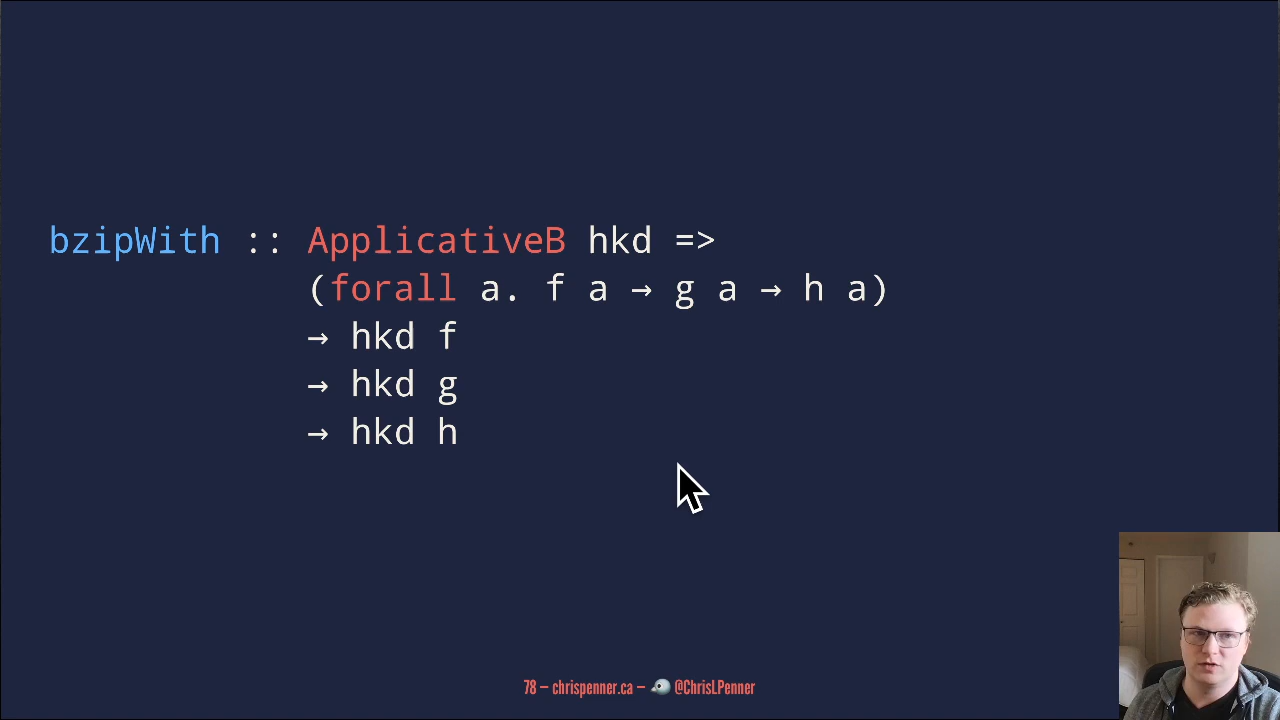 bzipWith :: ApplicativeB hkd =>
(forall a. f a → g a → h a)
→ hkd f
→ hkd g
→ hkd h
78 – chrispenner.ca – @ChrisLPenner